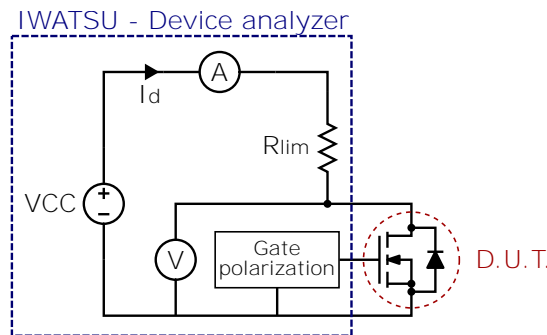 IWATSU - Device analyzer
A
Id
Rlim
VCC
+
−
V
Gate
polarization
D.U.T.